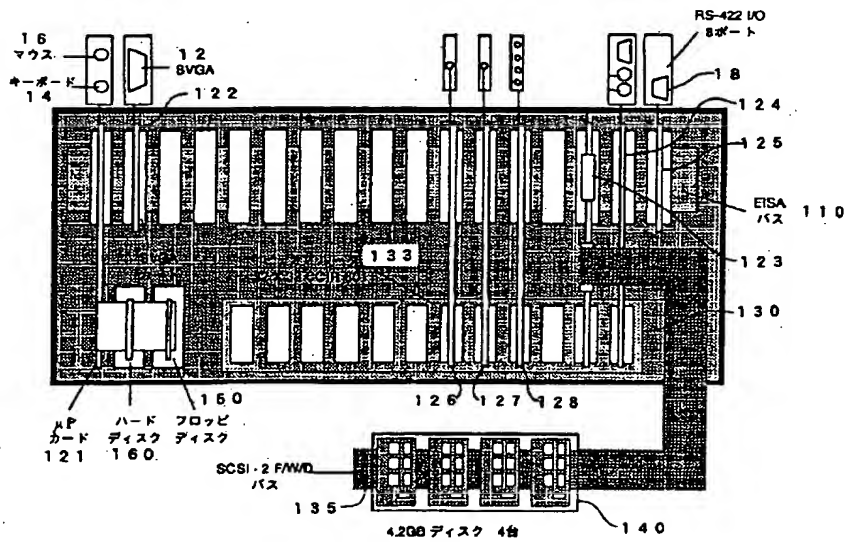 16
マウス
キーボード
14
12
SVGA
122
RS-422 I/O
8ポート
18
124
125
EISA
バス
110
123
133
130
150
126
127
128
μP
カード
121
ハード
ディスク
160
フロッピ
ディスク
SCSI-2 F/W/D
バス
135
140
4.2GB ディスク 4台